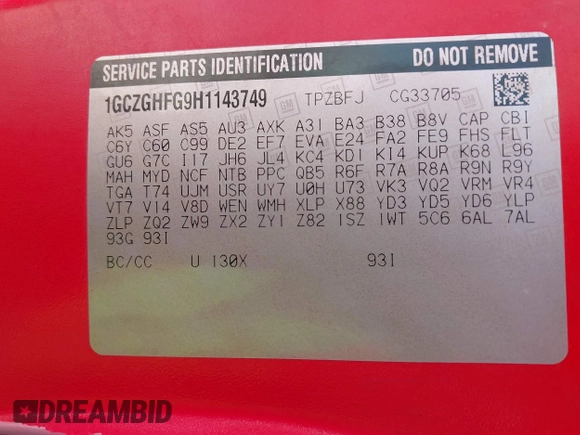 SERVICE PARTS IDENTIFICATION DO NOT REMOVE
1GCZGHFG9H1143749 TPZBFJ CG33705
AK5 ASF AS5 AU3 AXK A31 BA3 B38 B8V CAP CBI
C6Y C60 C99 DE2 EF7 EVA E24 FA2 FE9 FHS FLT
GU6 G7C I17 JH6 JL4 KC4 KD1 K14 KUP K68 L96
MAH MYD NCF NTB PPC QB5 R6F R7A R8A R9N R9Y
TGA T74 UJM USR UY7 U0H U73 VK3 VQ2 VRM VR4
VT7 V14 V8D WEN WMH XLP X88 YD3 YD5 YD6 YLP
ZLP ZQ2 ZW9 ZX2 ZY1 Z82 1SZ 1WT 5C6 6AL 7AL
93G 93I
BC/CC U 130X 93I
DREAMBID